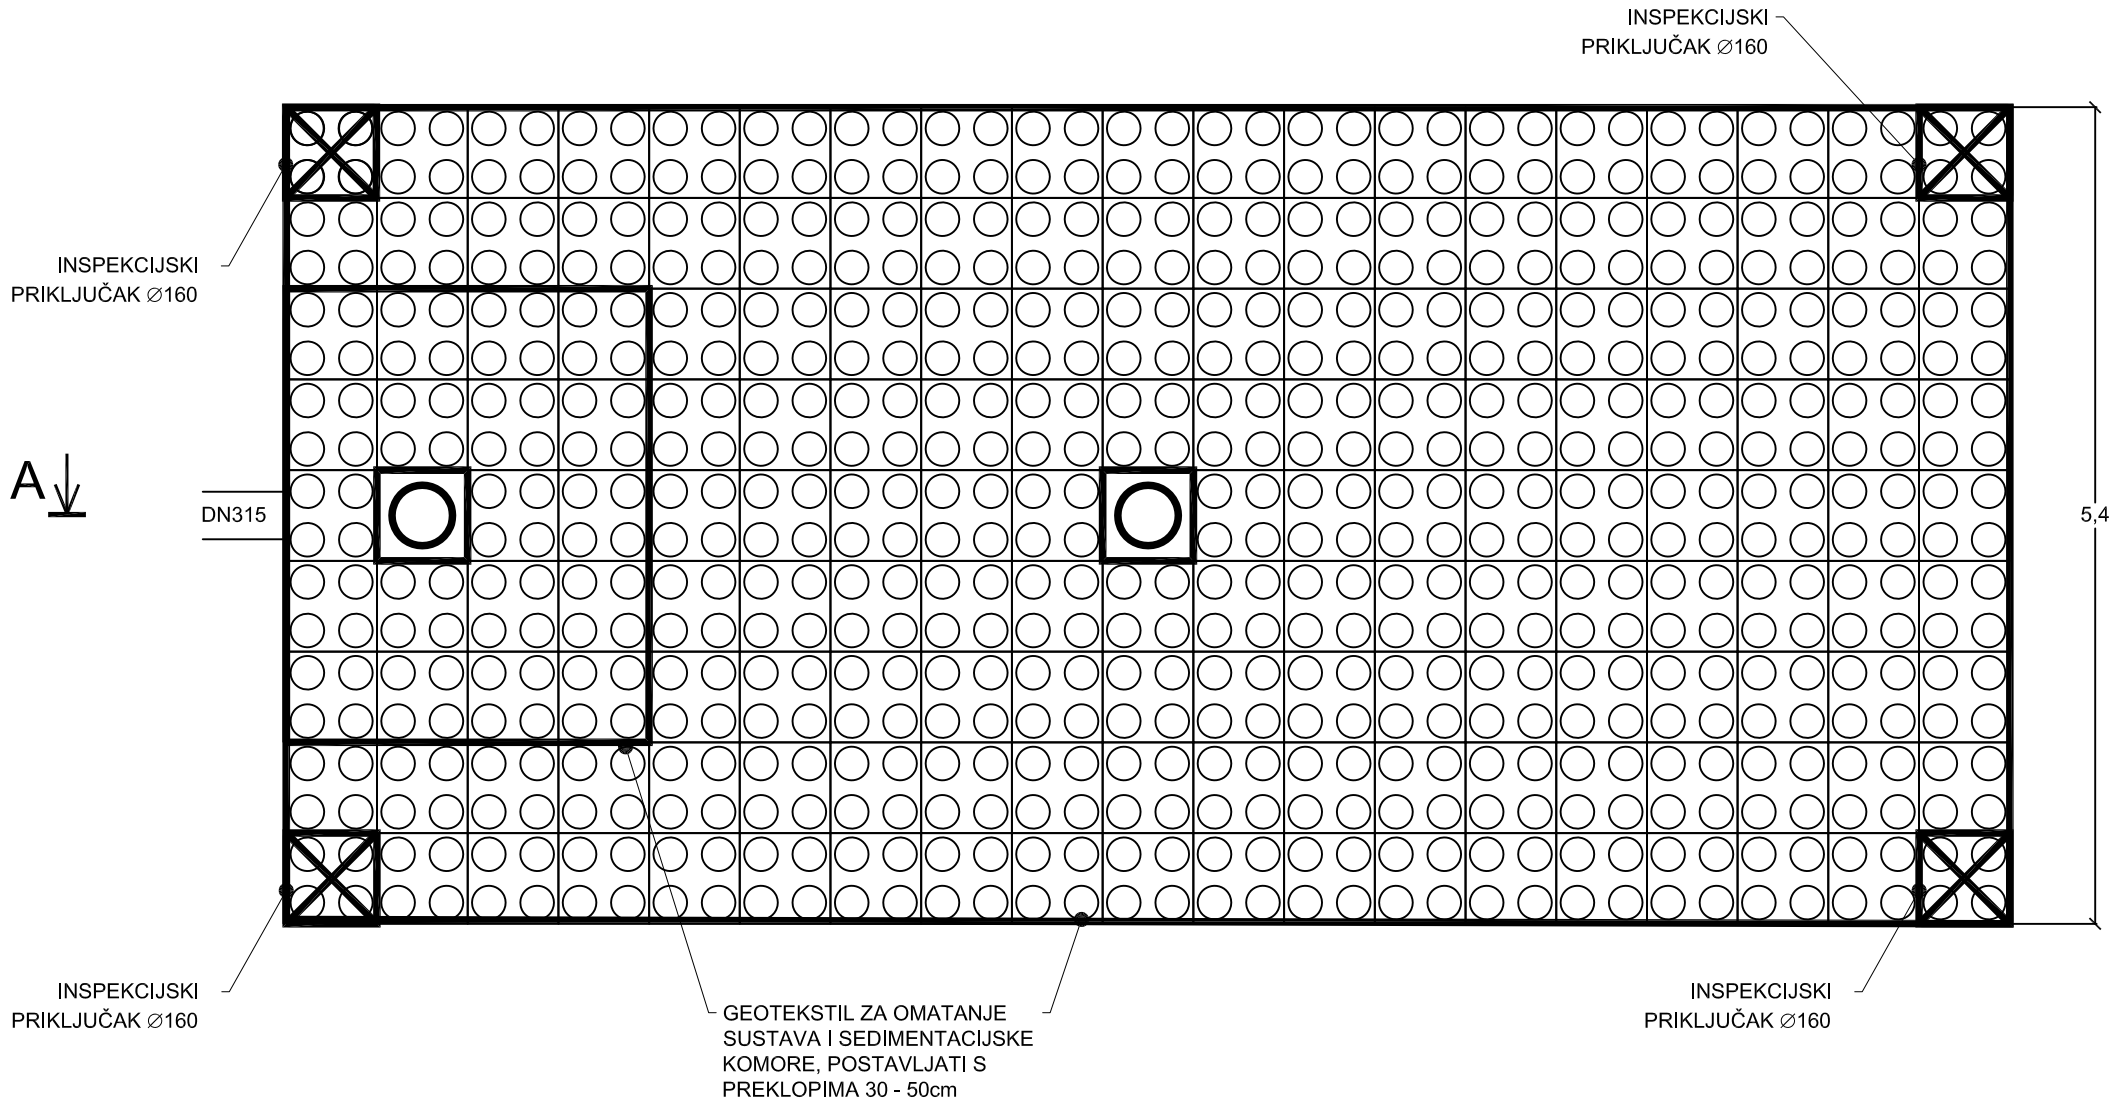 INSPEKCIJSKI
PRIKLJUČAK ∅160
INSPEKCIJSKI
PRIKLJUČAK ∅160
A
DN315
5,4
INSPEKCIJSKI
PRIKLJUČAK ∅160
GEOTEKSTIL ZA OMATANJE
SUSTAVA I SEDIMENTACIJSKE
KOMORE, POSTAVLJATI S
PREKLOPIMA 30 - 50cm
INSPEKCIJSKI
PRIKLJUČAK ∅160